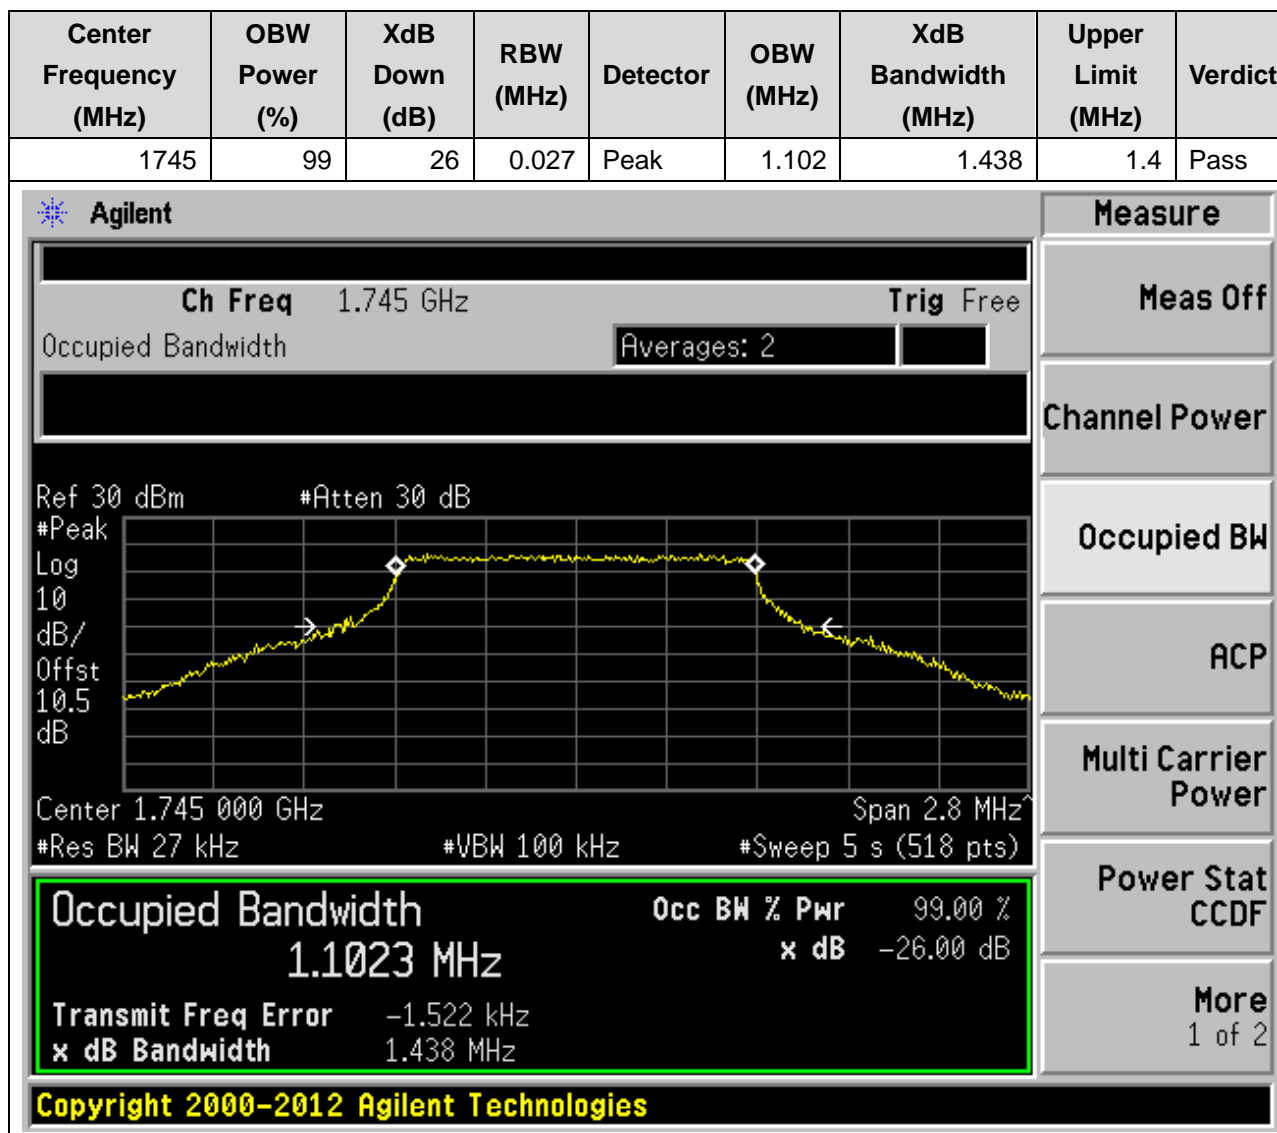 Center Frequency (MHz) OBW Power (%) XdB Down (dB) RBW (MHz) Detector OBW (MHz) XdB Bandwidth (MHz) Upper Limit (MHz) Verdict
1745 99 26 0.027 Peak 1.102 1.438 1.4 Pass
Agilent
Measure
Ch Freq 1.745 GHz Trig Free
Meas Off
Occupied Bandwidth Averages: 2
Channel Power
Ref 30 dBm #Atten 30 dB
#Peak
Log
10
dB/
Offst
10.5
dB
Occupied BW
ACP
Multi Carrier
Power
Center 1.745 000 GHz Span 2.8 MHz^
#Res BW 27 kHz #VBW 100 kHz #Sweep 5 s (518 pts)
Power Stat
CCDF
Occupied Bandwidth Occ BW % Pwr 99.00 %
1.1023 MHz x dB -26.00 dB
Transmit Freq Error -1.522 kHz
x dB Bandwidth 1.438 MHz
More
1 of 2
Copyright 2000-2012 Agilent Technologies